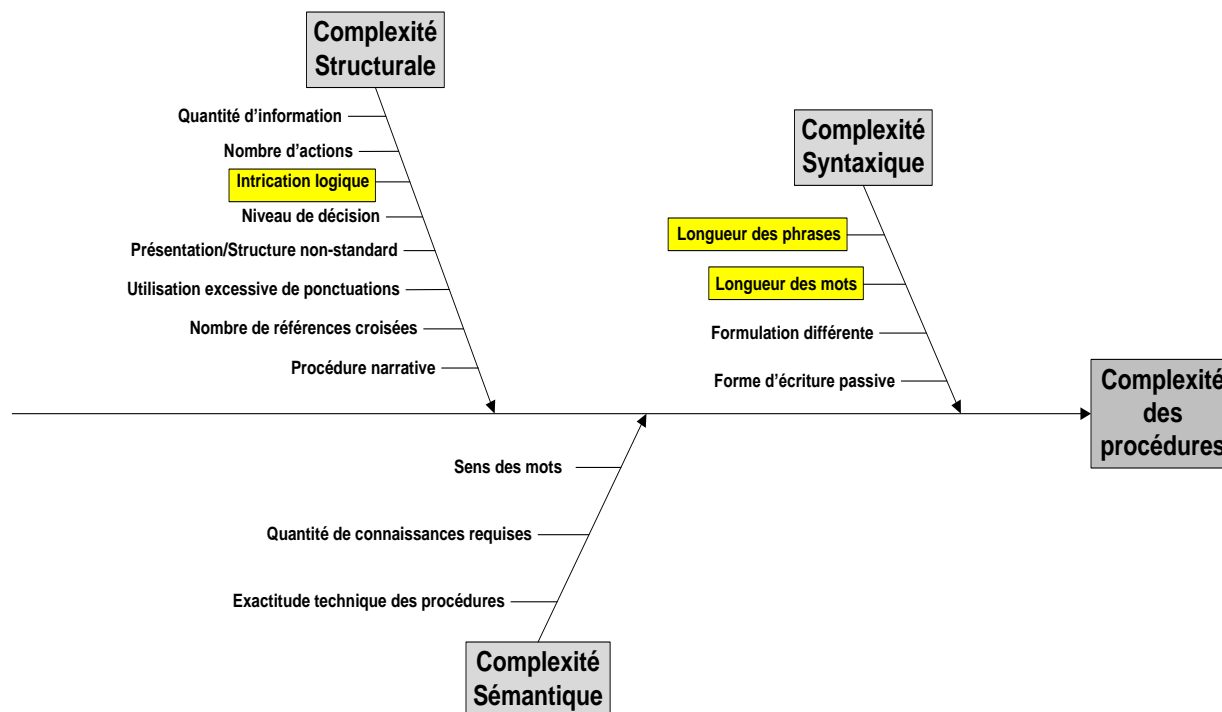 Complexité
Structurale
Quantité d’information
Nombre d’actions
Intrication logique
Niveau de décision
Présentation/Structure non-standard
Utilisation excessive de ponctuations
Nombre de références croisées
Procédure narrative
Complexité
Syntaxique
Longueur des phrases
Longueur des mots
Formulation différente
Forme d’écriture passive
Complexité
des
procédures
Sens des mots
Quantité de connaissances requises
Exactitude technique des procédures
Complexité
Sémantique